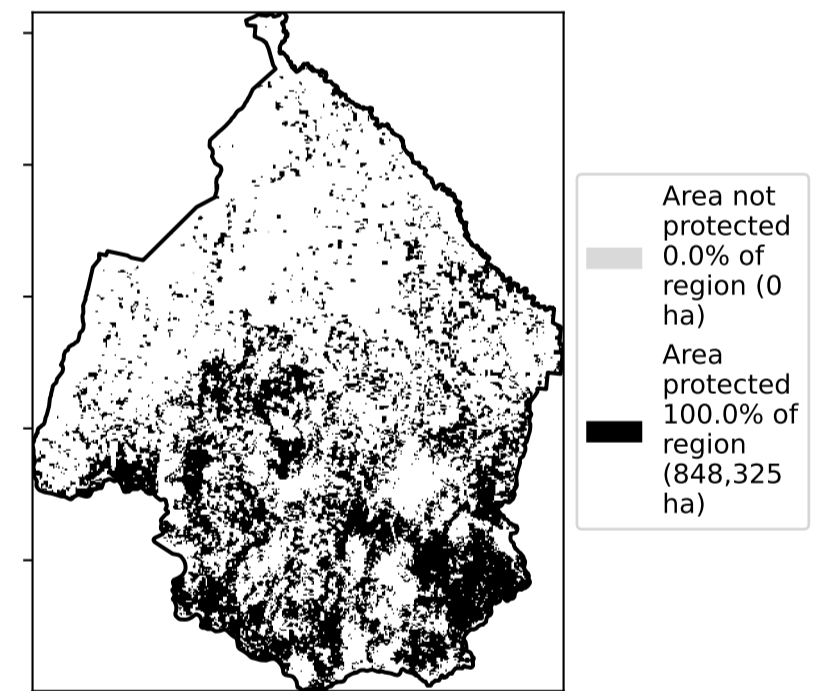 Area not
protected
0.0% of
region (0
ha)
Area
protected
100.0% of
region
(848,325
ha)